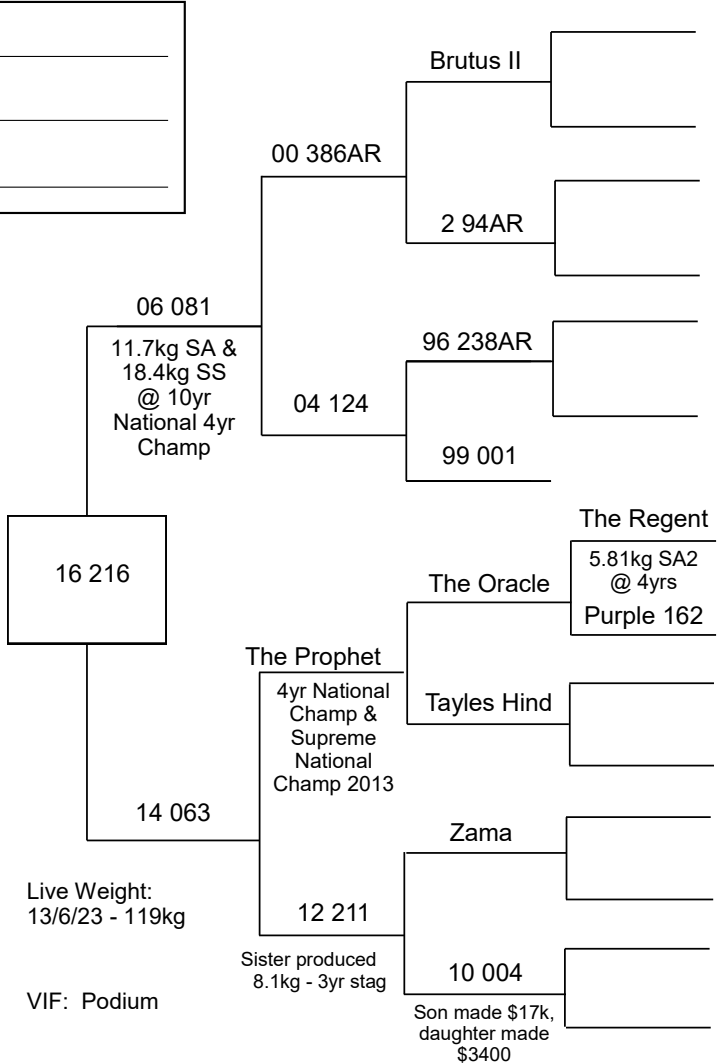 Brutus II
00 386AR
2 94AR
06 081
11.7kg SA &
18.4kg SS
@ 10yr
National 4yr
Champ
96 238AR
04 124
99 001
16 216
The Regent
5.81kg SA2
@ 4yrs
Purple 162
The Oracle
The Prophet
4yr National
Champ &
Supreme
National
Champ 2013
Tayles Hind
14 063
Zama
12 211
Sister produced
8.1kg - 3yr stag
10 004
Son made $17k,
daughter made
$3400
Live Weight:
13/6/23 - 119kg
VIF: Podium